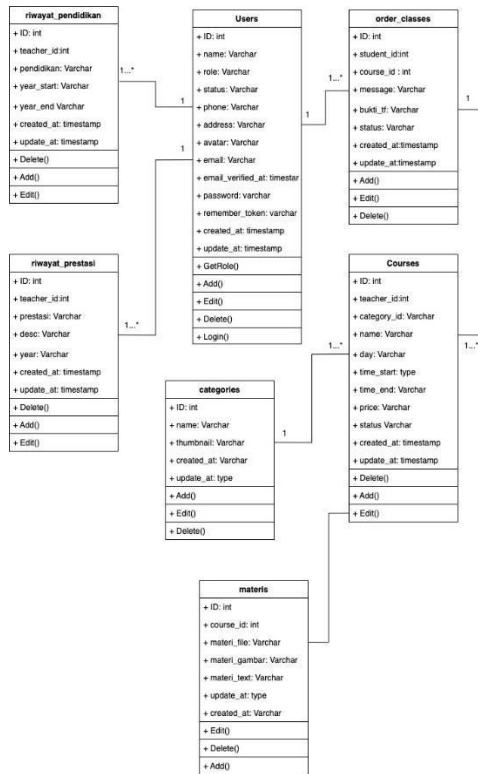 riwayat_pendidikan
+ ID: int
+ teacher_id:int
+ pendidikan: Varchar
+ year_start: Varchar
+ year_end Varchar
+ created_at: timestamp
+ update_at: timestamp
+ Delete()
+ Add()
+ Edit()
1...*
1
Users
+ ID: int
+ name: Varchar
+ role: Varchar
+ status: Varchar
+ phone: Varchar
+ address: Varchar
+ avatar: Varchar
+ email: Varchar
+ email_verified_at: timestar
+ password: varchar
+ remember_token: varchar
+ created_at: timestamp
+ update_at: timestamp
+ GetRole()
+ Add()
+ Edit()
+ Delete()
+ Login()
1
1...*
order_classes
+ ID: int
+ student_id:int
+ course_id : int
+ message: Varchar
+ bukti_tf: Varchar
+ status: Varchar
+ created_at:timestamp
+ update_at:timestamp
+ Add()
+ Edit()
+ Delete()
1
riwayat_prestasi
+ ID: int
+ teacher_id:int
+ prestasi: Varchar
+ desc: Varchar
+ year: Varchar
+ created_at: timestamp
+ update_at: timestamp
+ Delete()
+ Add()
+ Edit()
1...*
1
Courses
+ ID: int
+ teacher_id:int
+ category_id: Varchar
+ name: Varchar
+ day: Varchar
+ time_start: type
+ time_end: Varchar
+ price: Varchar
+ status Varchar
+ created_at: timestamp
+ update_at: timestamp
+ Delete()
+ Add()
+ Edit()
1...*
1...*
categories
+ ID: int
+ name: Varchar
+ thumbnail: Varchar
+ created_at: Varchar
+ update_at: type
+ Add()
+ Edit()
+ Delete()
1
materis
+ ID: int
+ course_id: int
+ materi_file: Varchar
+ materi_gambar: Varchar
+ materi_text: Varchar
+ update_at: type
+ created_at: Varchar
+ Edit()
+ Delete()
+ Add()